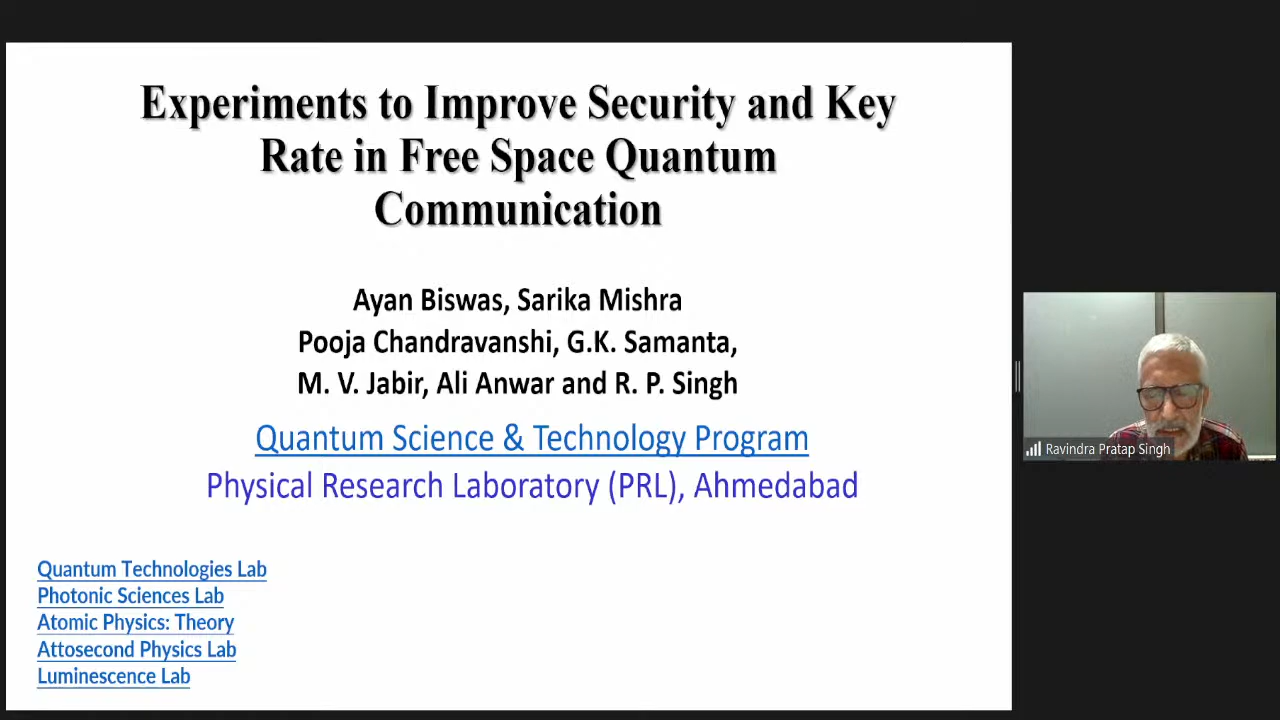 Experiments to Improve Security and Key
Rate in Free Space Quantum
Communication
Ayan Biswas, Sarika Mishra
Pooja Chandravanshi, G.K. Samanta,
M. V. Jabir, Ali Anwar and R. P. Singh
Quantum Science & Technology Program
Physical Research Laboratory (PRL), Ahmedabad
Quantum Technologies Lab
Photonic Sciences Lab
Atomic Physics: Theory
Attosecond Physics Lab
Luminescence Lab
Ravindra Pratap Singh